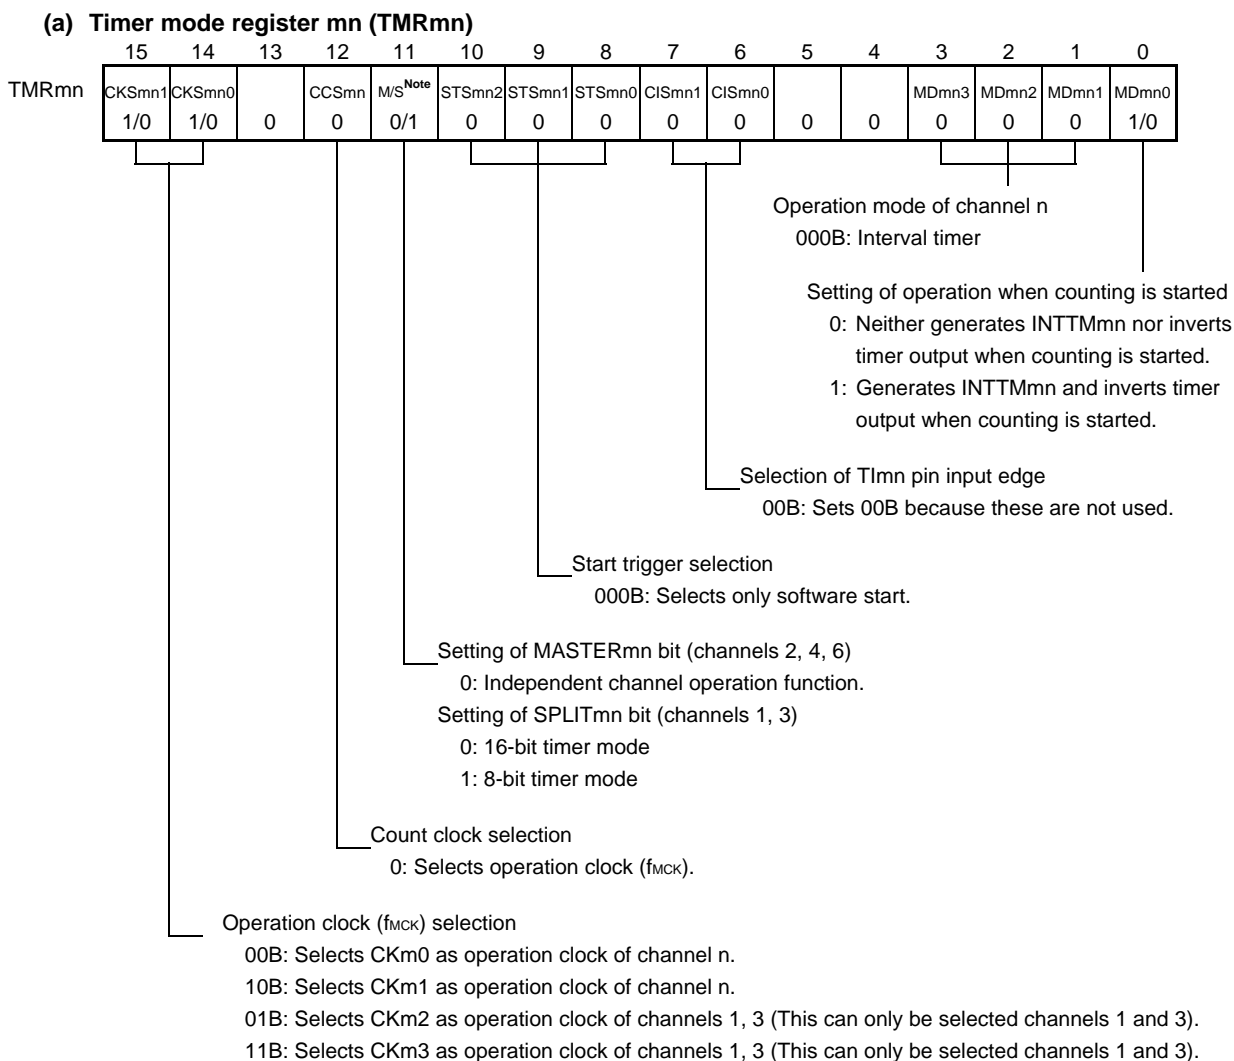 (a) Timer mode register mn (TMRmn)
15 14 13 12 11 10 9 8 7 6 5 4 3 2 1 0
TMRmn CKSmn1 CKSmn0 CCSmn M/S Note STSmn2 STSmn1 STSmn0 CISmn1 CISmn0 MDmn3 MDmn2 MDmn1 MDmn0
1/0 1/0 0 0 0/1 0 0 0 0 0 0 0 0 0 0 1/0
Operation mode of channel n
000B: Interval timer
Setting of operation when counting is started
0: Neither generates INTTMmn nor inverts
timer output when counting is started.
1: Generates INTTMmn and inverts timer
output when counting is started.
Selection of TImn pin input edge
00B: Sets 00B because these are not used.
Start trigger selection
000B: Selects only software start.
Setting of MASTERmn bit (channels 2, 4, 6)
0: Independent channel operation function.
Setting of SPLITmn bit (channels 1, 3)
0: 16-bit timer mode
1: 8-bit timer mode
Count clock selection
0: Selects operation clock (fMCK).
Operation clock (fMCK) selection
00B: Selects CKm0 as operation clock of channel n.
10B: Selects CKm1 as operation clock of channel n.
01B: Selects CKm2 as operation clock of channels 1, 3 (This can only be selected channels 1 and 3).
11B: Selects CKm3 as operation clock of channels 1, 3 (This can only be selected channels 1 and 3).